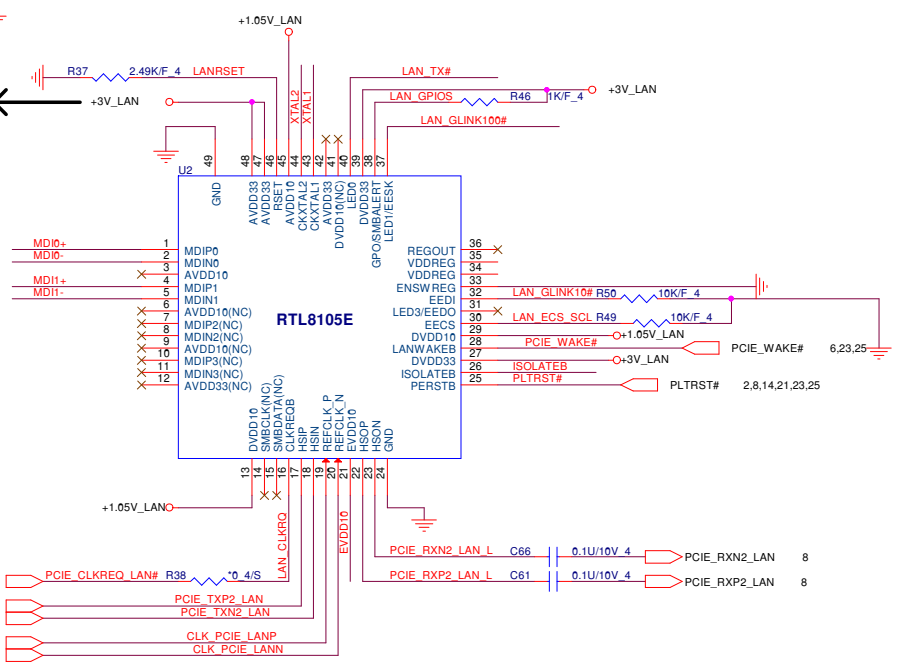 +1.05V_LAN
R37 2.49K/F_4 LANRSET
LAN_TX#
+3V_LAN
XTAL2
XTAL1
LAN_GPIOS R46 1K/F_4
+3V_LAN
LAN_GLINK100#
49 48 47 46 45 44 43 42 41 40 39 38 37
U2
GND
AVDD33
AVDD33
RSET
AVDD10
CKXTAL2
CKXTAL1
AVDD33
DVDD10(NC)
LED0
DVDD33
GPO/SMBALERT
LED1/EESK
MDI0+ 1 MDIP0
MDI0- 2 MDIN0
3 AVDD10
MDI1+ 4 MDIP1
MDI1- 5 MDIN1
6 AVDD10(NC)
7 MDIP2(NC)
8 MDIN2(NC)
9 AVDD10(NC)
10 MDIP3(NC)
11 MDIN3(NC)
12 AVDD33(NC)
RTL8105E
REGOUT 36
VDDREG 35
VDDREG 34
ENSWREG 33
EEDI 32 LAN_GLINK10# R50 10K/F_4
LED3/EEDO 31
EECS 30 LAN_ECS_SCL R49 10K/F_4
DVDD10 29 +1.05V_LAN
LANWAKEB 28 PCIE_WAKE# PCIE_WAKE# 6,23,25
DVDD33 27 +3V_LAN
ISOLATEB 26 ISOLATEB
PERSTB 25 PLTRST# PLTRST# 2,8,14,21,23,25
DVDD10
SMBCLK(NC)
SMBDATA(NC)
CLKREQB
HSIP
HSIN
REFCLK_P
REFCLK_N
EVDD10
HSOP
HSON
GND
13 14 15 16 17 18 19 20 21 22 23 24
+1.05V_LAN
LAN_CLKRQ
EVDD10
PCIE_RXN2_LAN_L C66 0.1U/10V_4 PCIE_RXN2_LAN 8
PCIE_CLKREQ_LAN# R38 *0_4/S
PCIE_RXP2_LAN_L C61 0.1U/10V_4 PCIE_RXP2_LAN 8
PCIE_TXP2_LAN
PCIE_TXN2_LAN
CLK_PCIE_LANP
CLK_PCIE_LANN